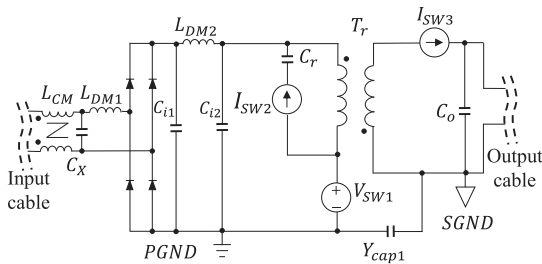 L_DM2
T_r
I_SW3
C_r
L_CM
L_DM1
C_i1
C_i2
I_SW2
C_o
C_X
Input
cable
Output
cable
V_SW1
SGND
PGND
Y_cap1